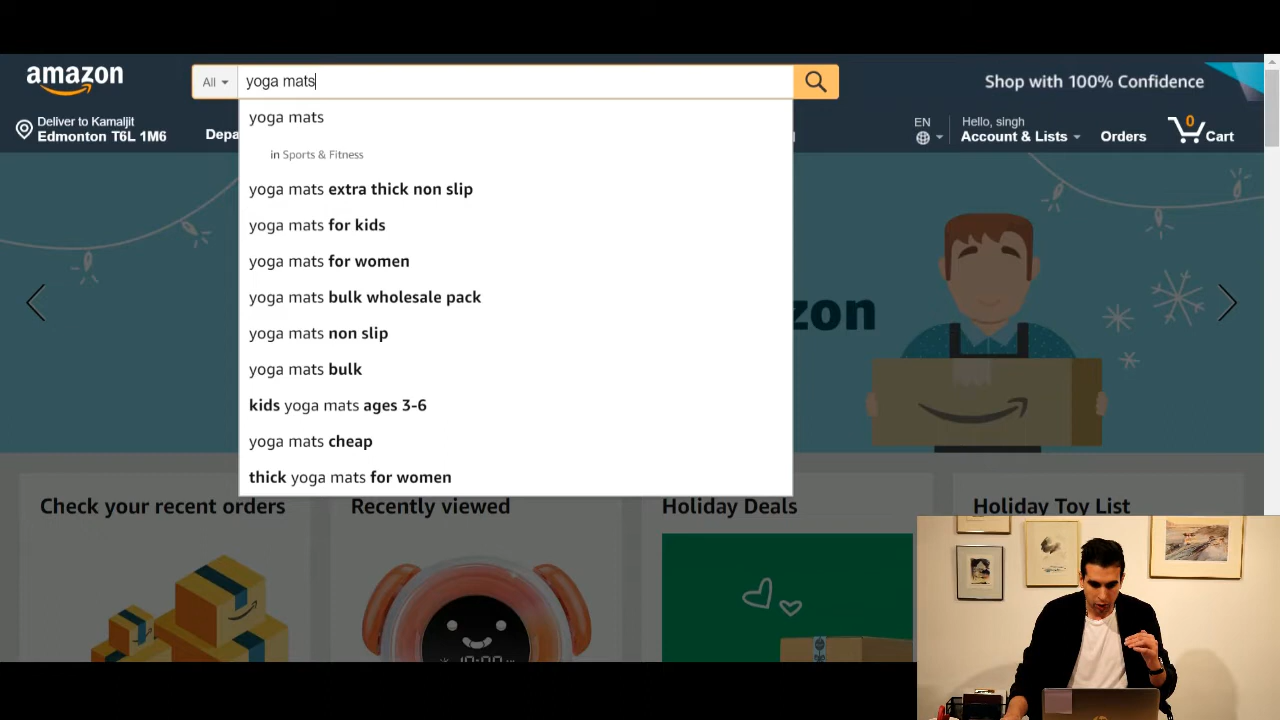 amazon
All
yoga mats
Shop with 100% Confidence
Deliver to Kamaljit
Edmonton T6L 1M6
Depa
EN
Hello, singh
Account & Lists
Orders
0
Cart
yoga mats
in Sports & Fitness
yoga mats extra thick non slip
yoga mats for kids
yoga mats for women
yoga mats bulk wholesale pack
yoga mats non slip
yoga mats bulk
kids yoga mats ages 3-6
yoga mats cheap
thick yoga mats for women
zon
Check your recent orders
Recently viewed
Holiday Deals
Holiday Toy List